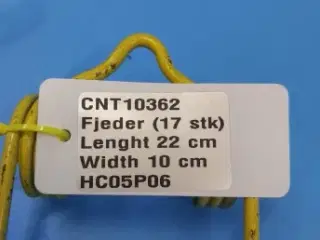 CNT10362
Fjeder (17 stk)
Lenght 22 cm
Width 10 cm
HC05P06